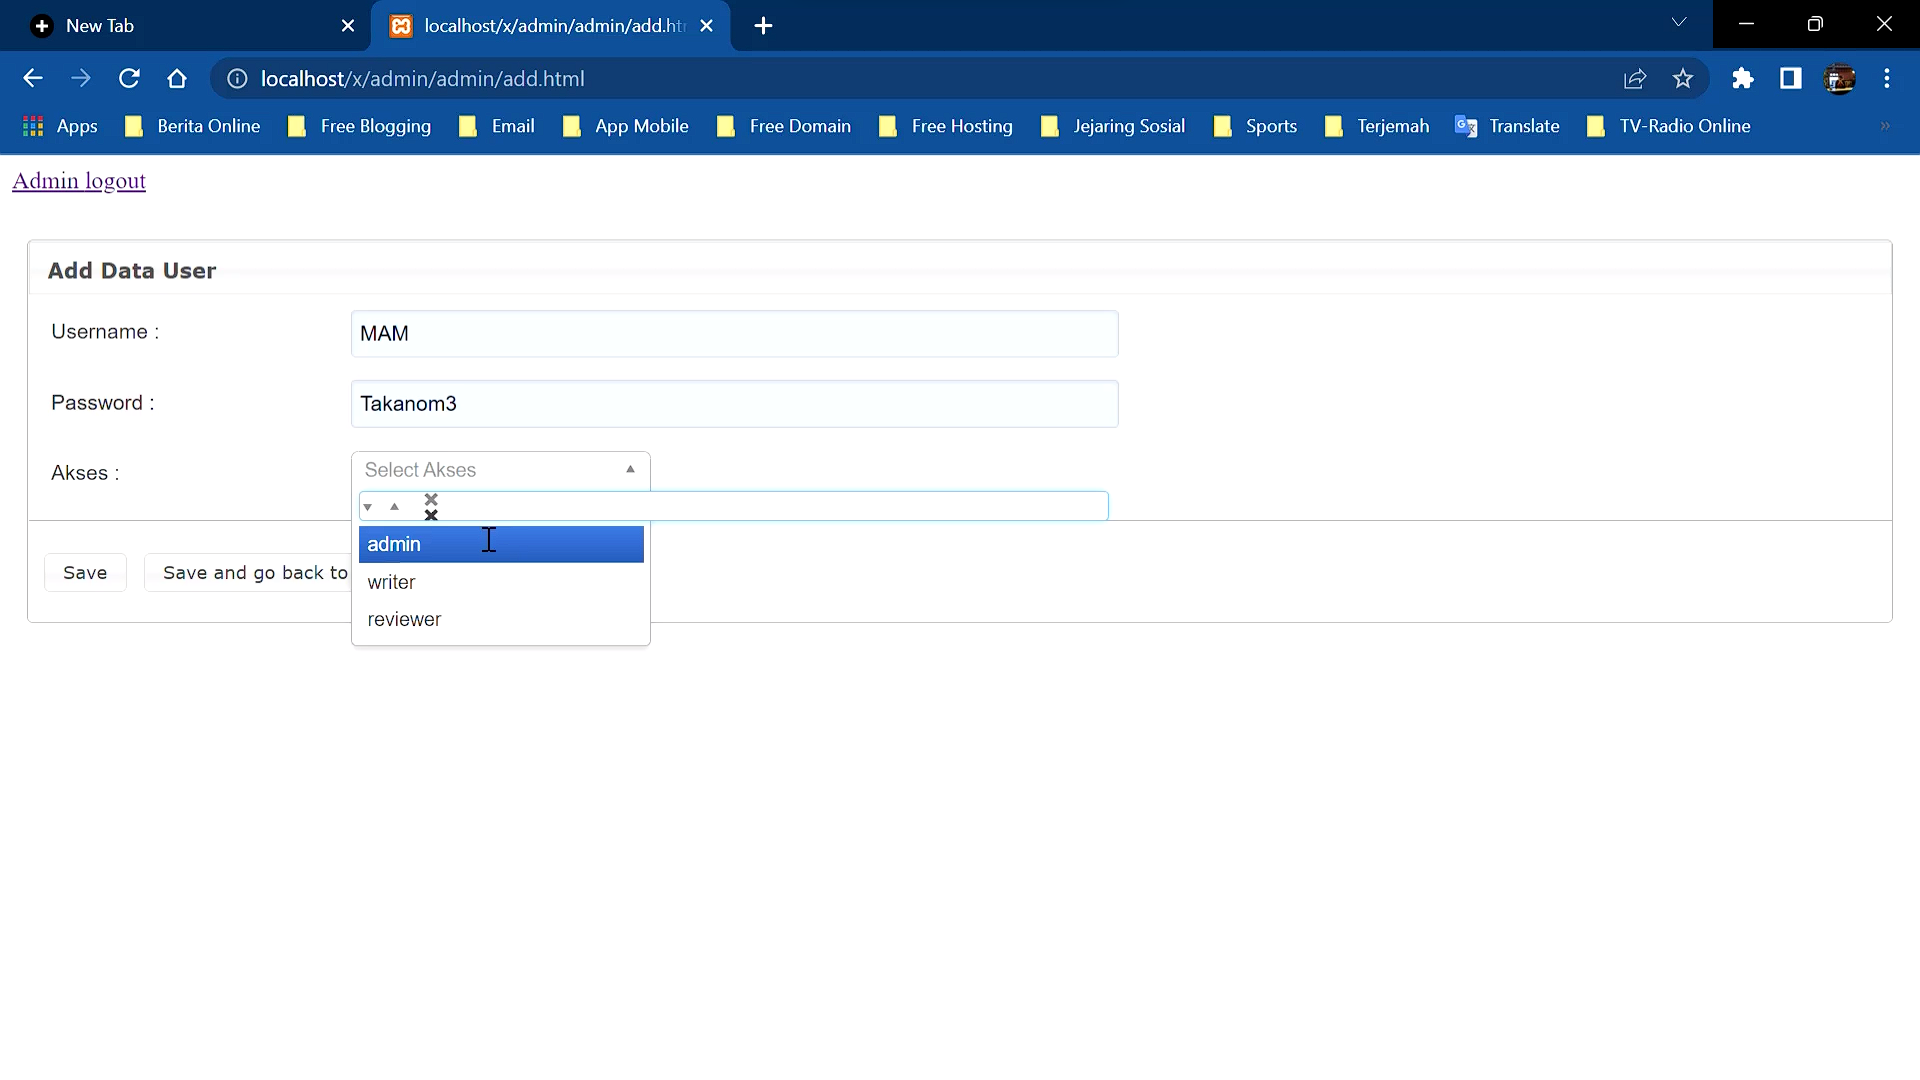 New Tab
localhost/x/admin/admin/add.ht
localhost/x/admin/admin/add.html
Apps Berita Online Free Blogging Email App Mobile Free Domain Free Hosting Jejaring Sosial Sports Terjemah Translate TV-Radio Online »
Admin logout
Add Data User
Username : MAM
Password : Takanom3
Akses : Select Akses
admin
writer
reviewer
Save Save and go back to